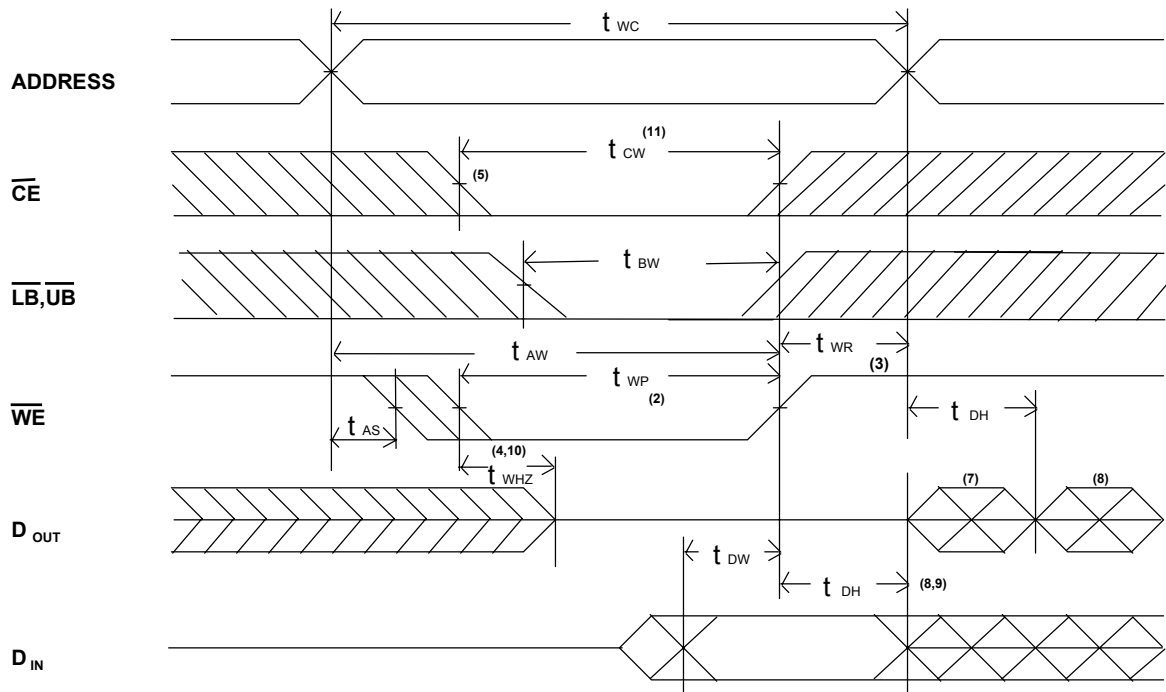 t WC
ADDRESS
t CW (11)
CE (5)
t BW
LB,UB
t AW
t WR
t WP (2)
(3)
WE
t AS
t DH
(4,10)
t WHZ
(7)
(8)
D OUT
t DW
t DH
(8,9)
D IN